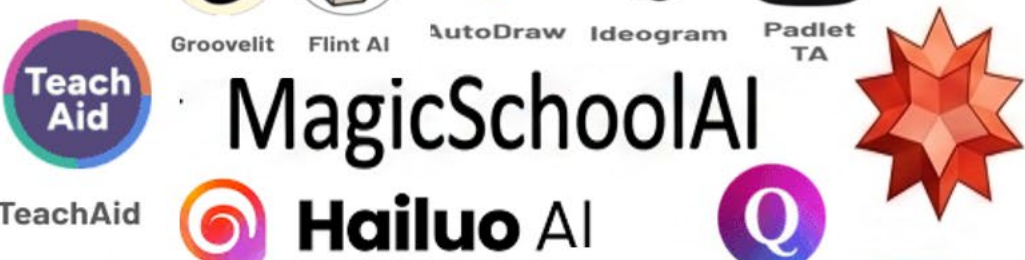 Groovelit
Flint AI
AutoDraw
Ideogram
Padlet
TA
Teach
Aid
MagicSchoolAI
TeachAid
Hailuo AI
Q